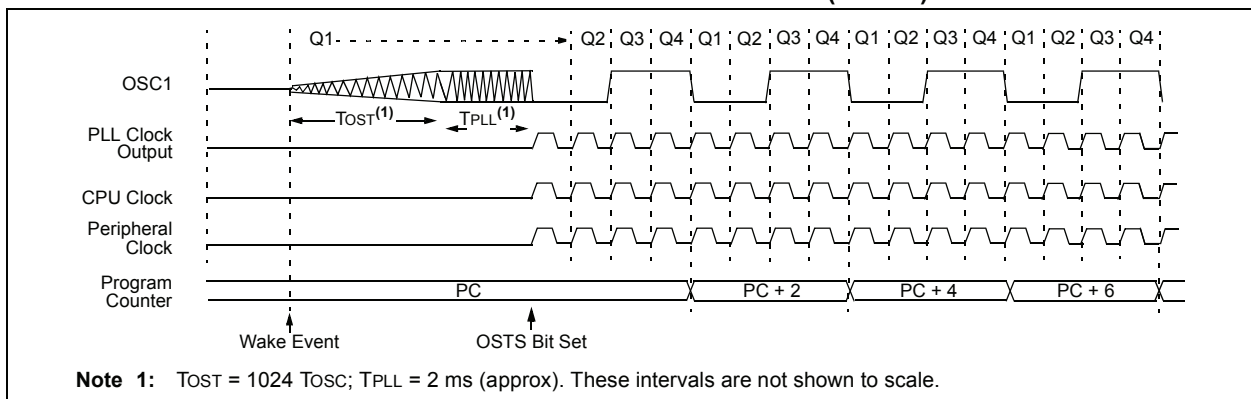 Q1 Q2 Q3 Q4 Q1 Q2 Q3 Q4 Q1 Q2 Q3 Q4 Q1 Q2 Q3 Q4
OSC1
TOST(1) TPLL(1)
PLL Clock
Output
CPU Clock
Peripheral
Clock
Program
Counter
PC PC + 2 PC + 4 PC + 6
Wake Event OSTS Bit Set
Note 1: TOST = 1024 TOSC; TPLL = 2 ms (approx). These intervals are not shown to scale.